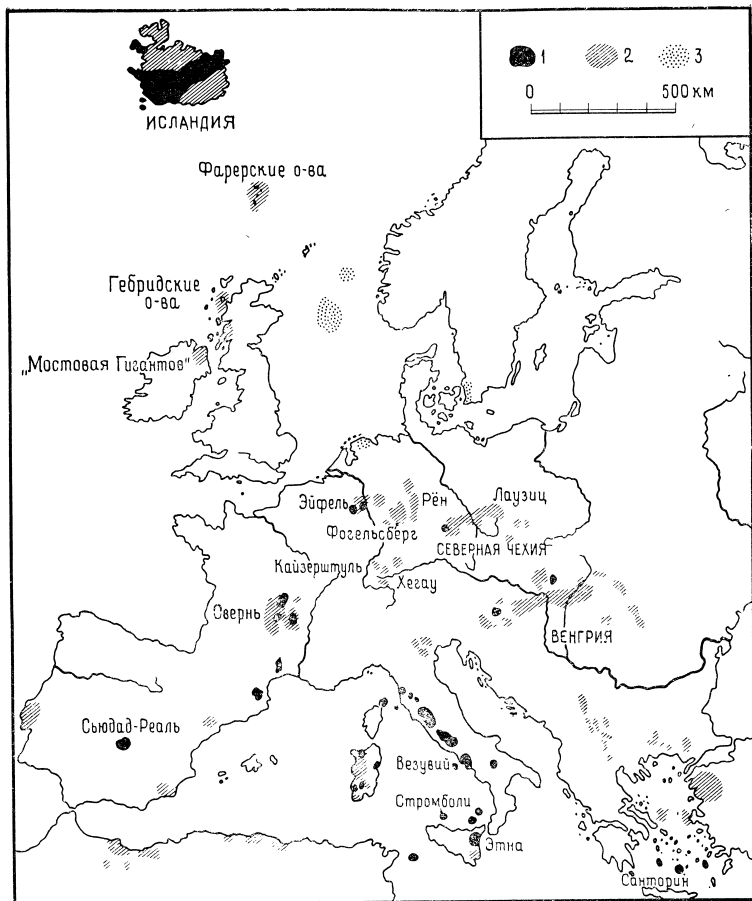 1 2 3
0 500 км
ИСЛАНДИЯ
Фарерские о-ва
Гебридские
о-ва
„Мостовая Гигантов"
Эйфель
Рён
Лаузиц
Фогельсберг
СЕВЕРНАЯ ЧЕХИЯ
Кайзерштуль
Хегау
Овернь
ВЕНГРИЯ
Сьюдад-Реаль
Везувий
Стромболи
Этна
Санторин